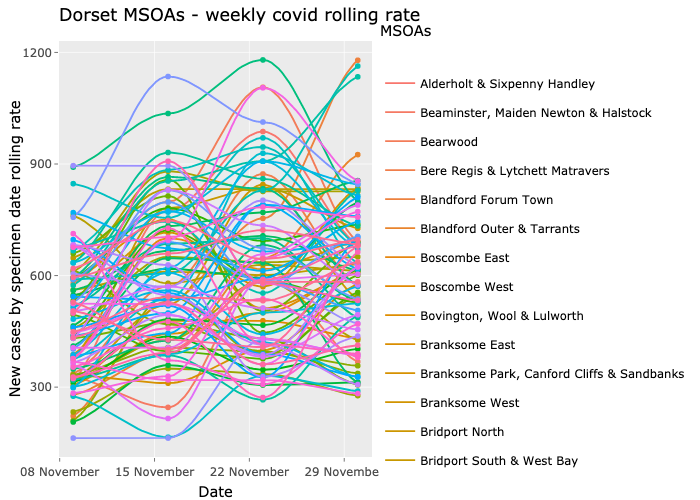 Dorset MSOAs - weekly covid rolling rate
MSOAs
1200
900
600
300
New cases by specimen date rolling rate
08 November
15 November
22 November
29 Novembe
Date
Alderholt & Sixpenny Handley
Beaminster, Maiden Newton & Halstock
Bearwood
Bere Regis & Lytchett Matravers
Blandford Forum Town
Blandford Outer & Tarrants
Boscombe East
Boscombe West
Bovington, Wool & Lulworth
Branksome East
Branksome Park, Canford Cliffs & Sandbanks
Branksome West
Bridport North
Bridport South & West Bay